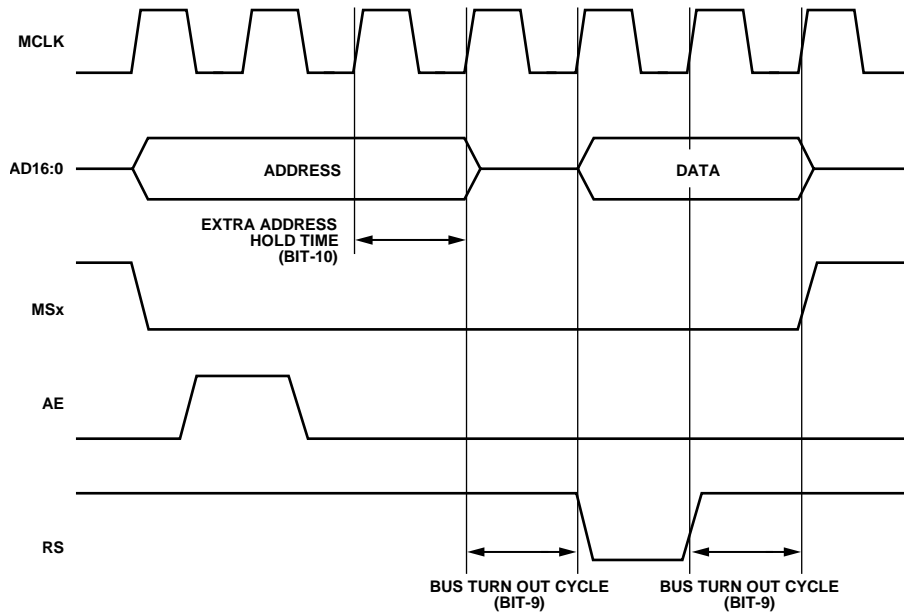 MCLK
AD16:0
ADDRESS
DATA
EXTRA ADDRESS
HOLD TIME
(BIT-10)
MSx
AE
RS
BUS TURN OUT CYCLE
(BIT-9)
BUS TURN OUT CYCLE
(BIT-9)